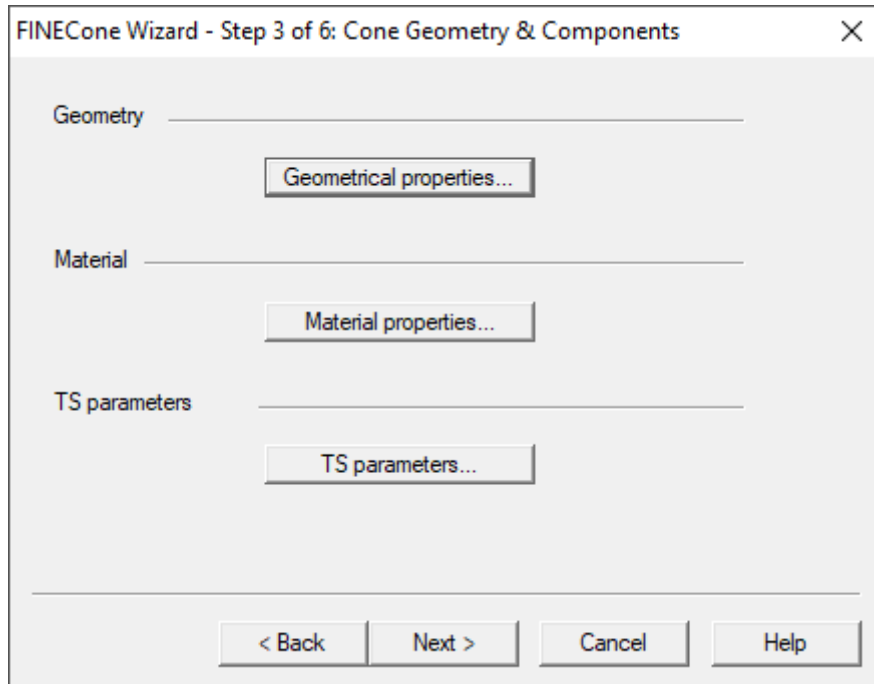 FINECone Wizard - Step 3 of 6: Cone Geometry & Components
Geometry
Geometrical properties...
Material
Material properties...
TS parameters
TS parameters...
< Back Next > Cancel Help